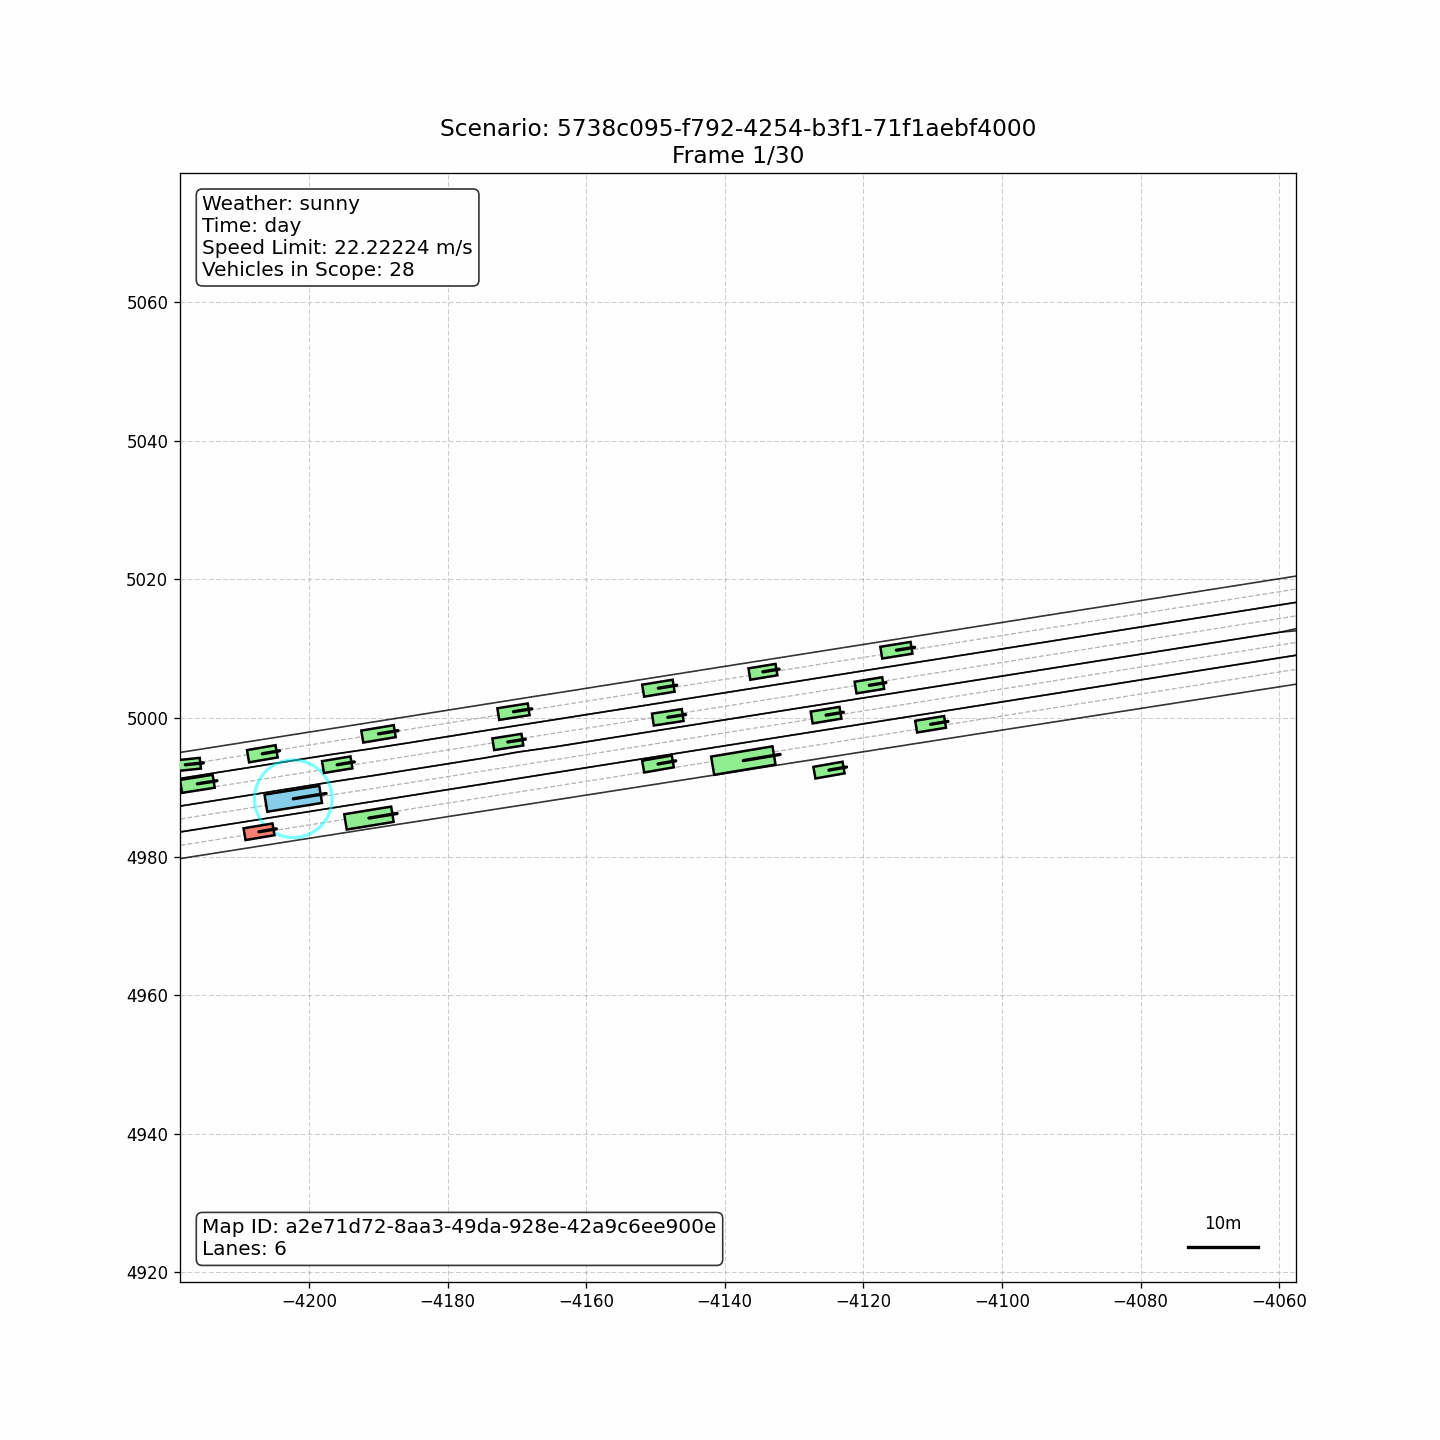 Scenario: 5738c095-f792-4254-b3f1-71f1aebf4000
Frame 1/30
Weather: sunny
Time: day
Speed Limit: 22.22224 m/s
Vehicles in Scope: 28
5060
5040
5020
5000
4980
4960
4940
4920
Map ID: a2e71d72-8aa3-49da-928e-42a9c6ee900e
Lanes: 6
10m
−4200
−4180
−4160
−4140
−4120
−4100
−4080
−4060